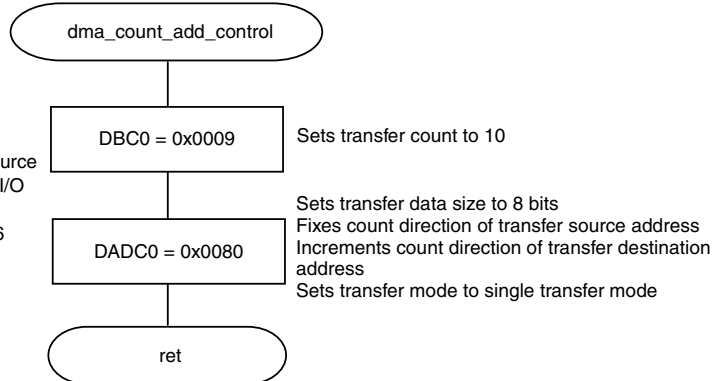 dma_count_add_control
DBC0 = 0x0009
Sets transfer count to 10
I/O
Sets transfer data size to 8 bits
Fixes count direction of transfer source address
DADC0 = 0x0080
Increments count direction of transfer destination
address
Sets transfer mode to single transfer mode
ret